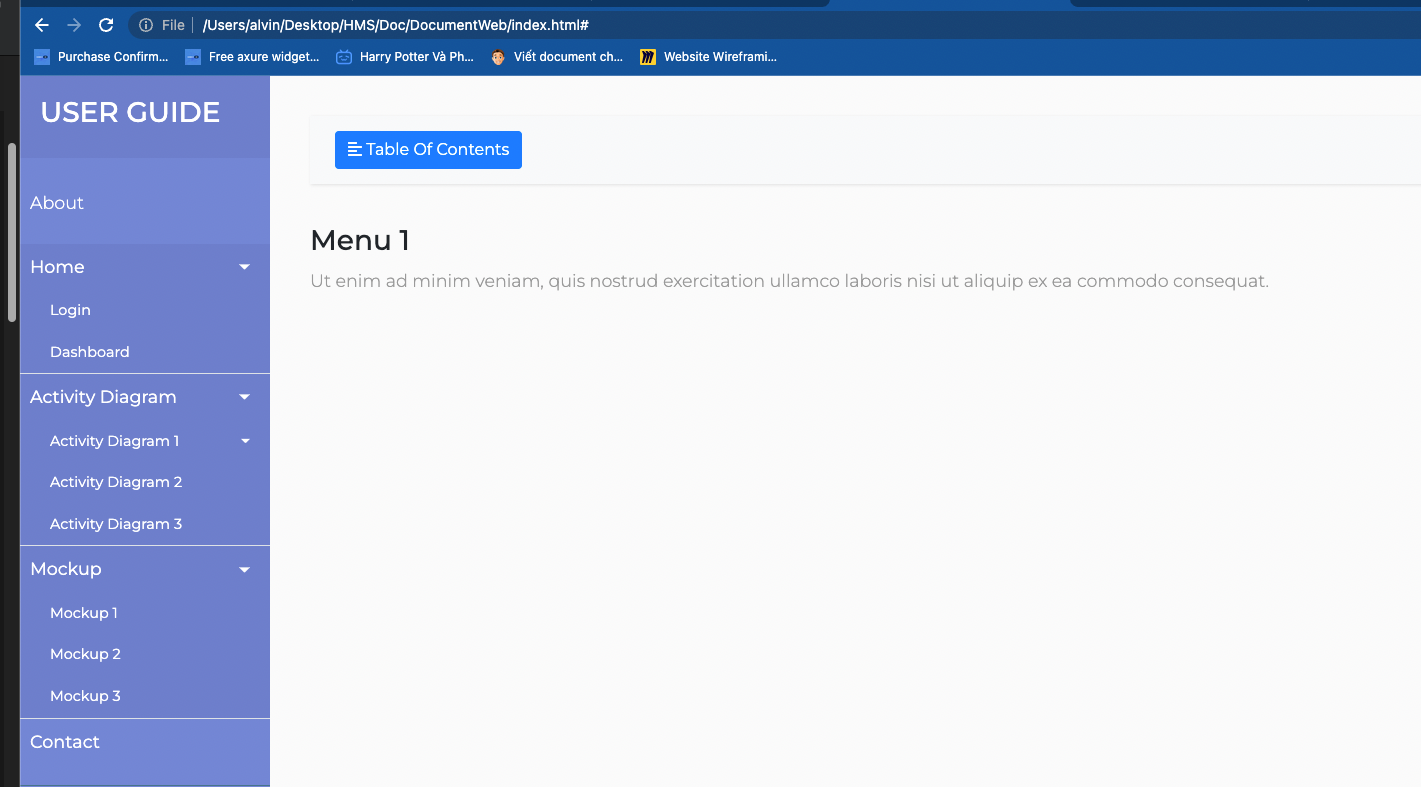 File /Users/alvin/Desktop/HMS/Doc/DocumentWeb/index.html#
Purchase Confirm... Free axure widget... Harry Potter Và Ph... Viết document ch... Website Wireframi...
USER GUIDE
About
Home
Login
Dashboard
Activity Diagram
Activity Diagram 1
Activity Diagram 2
Activity Diagram 3
Mockup
Mockup 1
Mockup 2
Mockup 3
Contact
Table Of Contents
Menu 1
Ut enim ad minim veniam, quis nostrud exercitation ullamco laboris nisi ut aliquip ex ea commodo consequat.